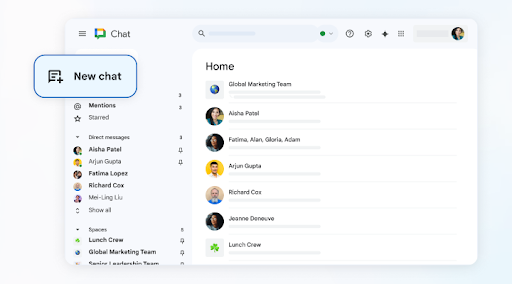 Chat
New chat
3
Mentions
3
Starred
Direct messages
3
Aisha Patel
Arjun Gupta
Fatima Lopez
Richard Cox
Mei-Ling Liu
Show all
Spaces
5
Lunch Crew
Global Marketing Team
Senior Leadership Team
Home
Global Marketing Team
Aisha Patel
Fatima, Alan, Gloria, Adam
Arjun Gupta
Richard Cox
Jeanne Deneuve
Lunch Crew